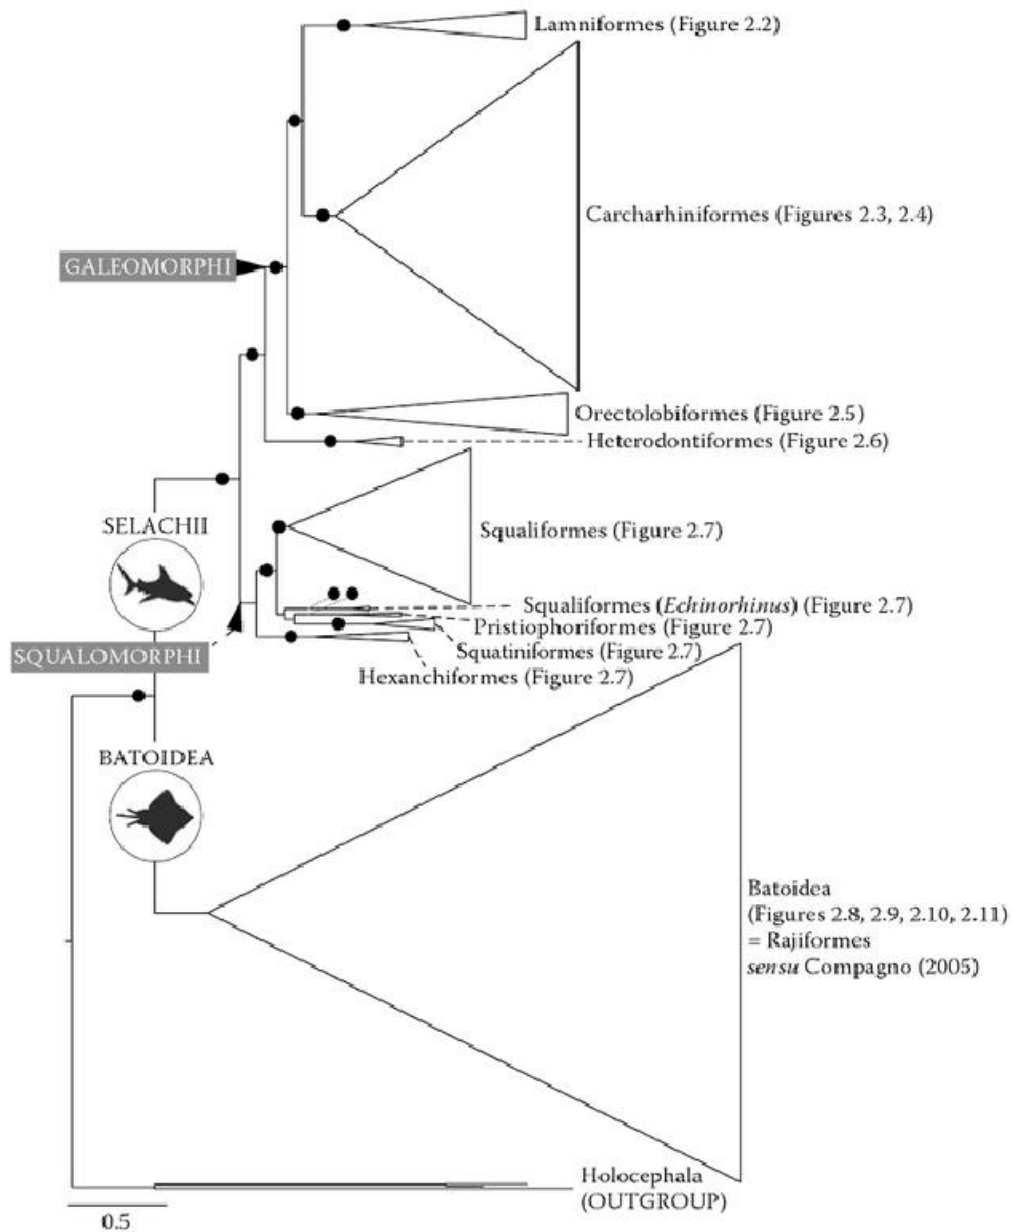 Lamniformes (Figure 2.2)
Carcharhiniformes (Figures 2.3, 2.4)
GALEOMORPHI
Orectolobiformes (Figure 2.5)
Heterodontiformes (Figure 2.6)
SELACHII
Squaliformes (Figure 2.7)
Squaliformes (Echinorhinus) (Figure 2.7)
Pristiophoriformes (Figure 2.7)
SQUALOMORPHI
Squatiniformes (Figure 2.7)
Hexanchiformes (Figure 2.7)
BATOIDEA
Batoidea
(Figures 2.8, 2.9, 2.10, 2.11)
= Rajiformes
sensu Compagno (2005)
Holocephala
(OUTGROUP)
0.5